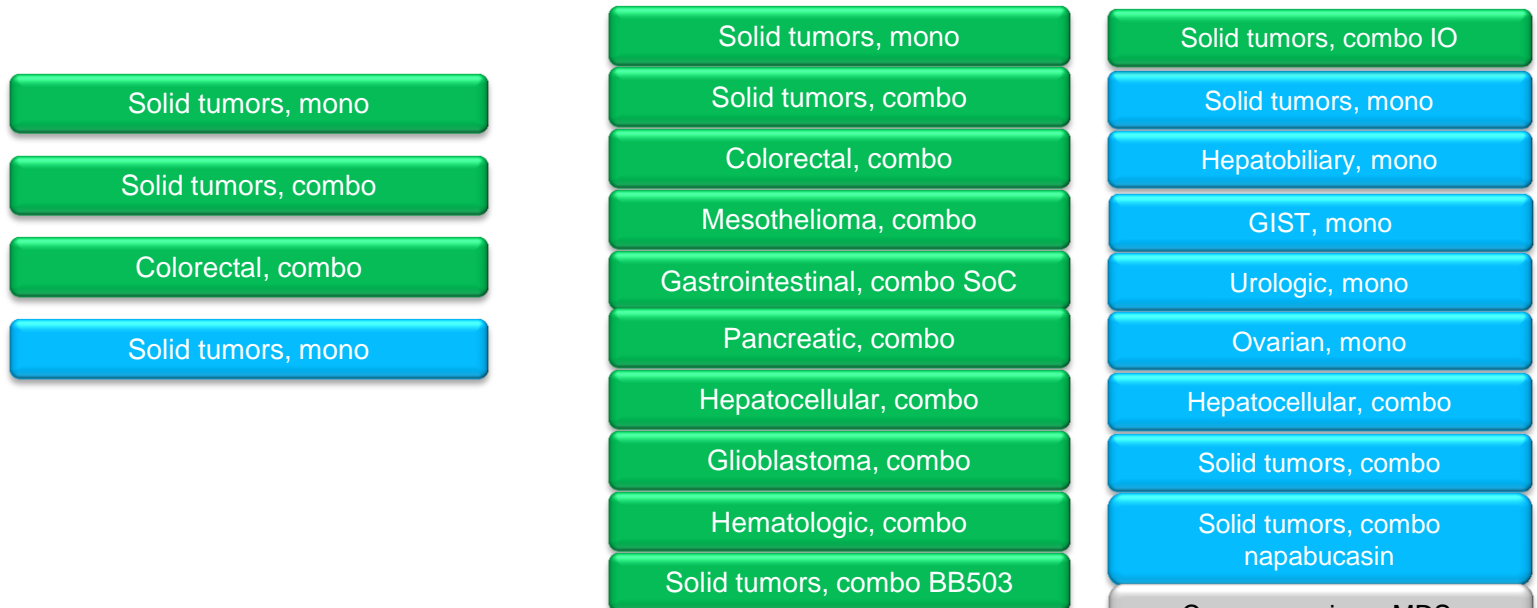 Solid tumors, mono
Solid tumors, combo
Colorectal, combo
Solid tumors, mono
Solid tumors, mono
Solid tumors, combo
Colorectal, combo
Mesothelioma, combo
Gastrointestinal, combo SoC
Pancreatic, combo
Hepatocellular, combo
Glioblastoma, combo
Hematologic, combo
Solid tumors, combo BB503
Solid tumors, combo IO
Solid tumors, mono
Hepatobiliary, mono
GIST, mono
Urologic, mono
Ovarian, mono
Hepatocellular, combo
Solid tumors, combo
Solid tumors, combo
napabucasin